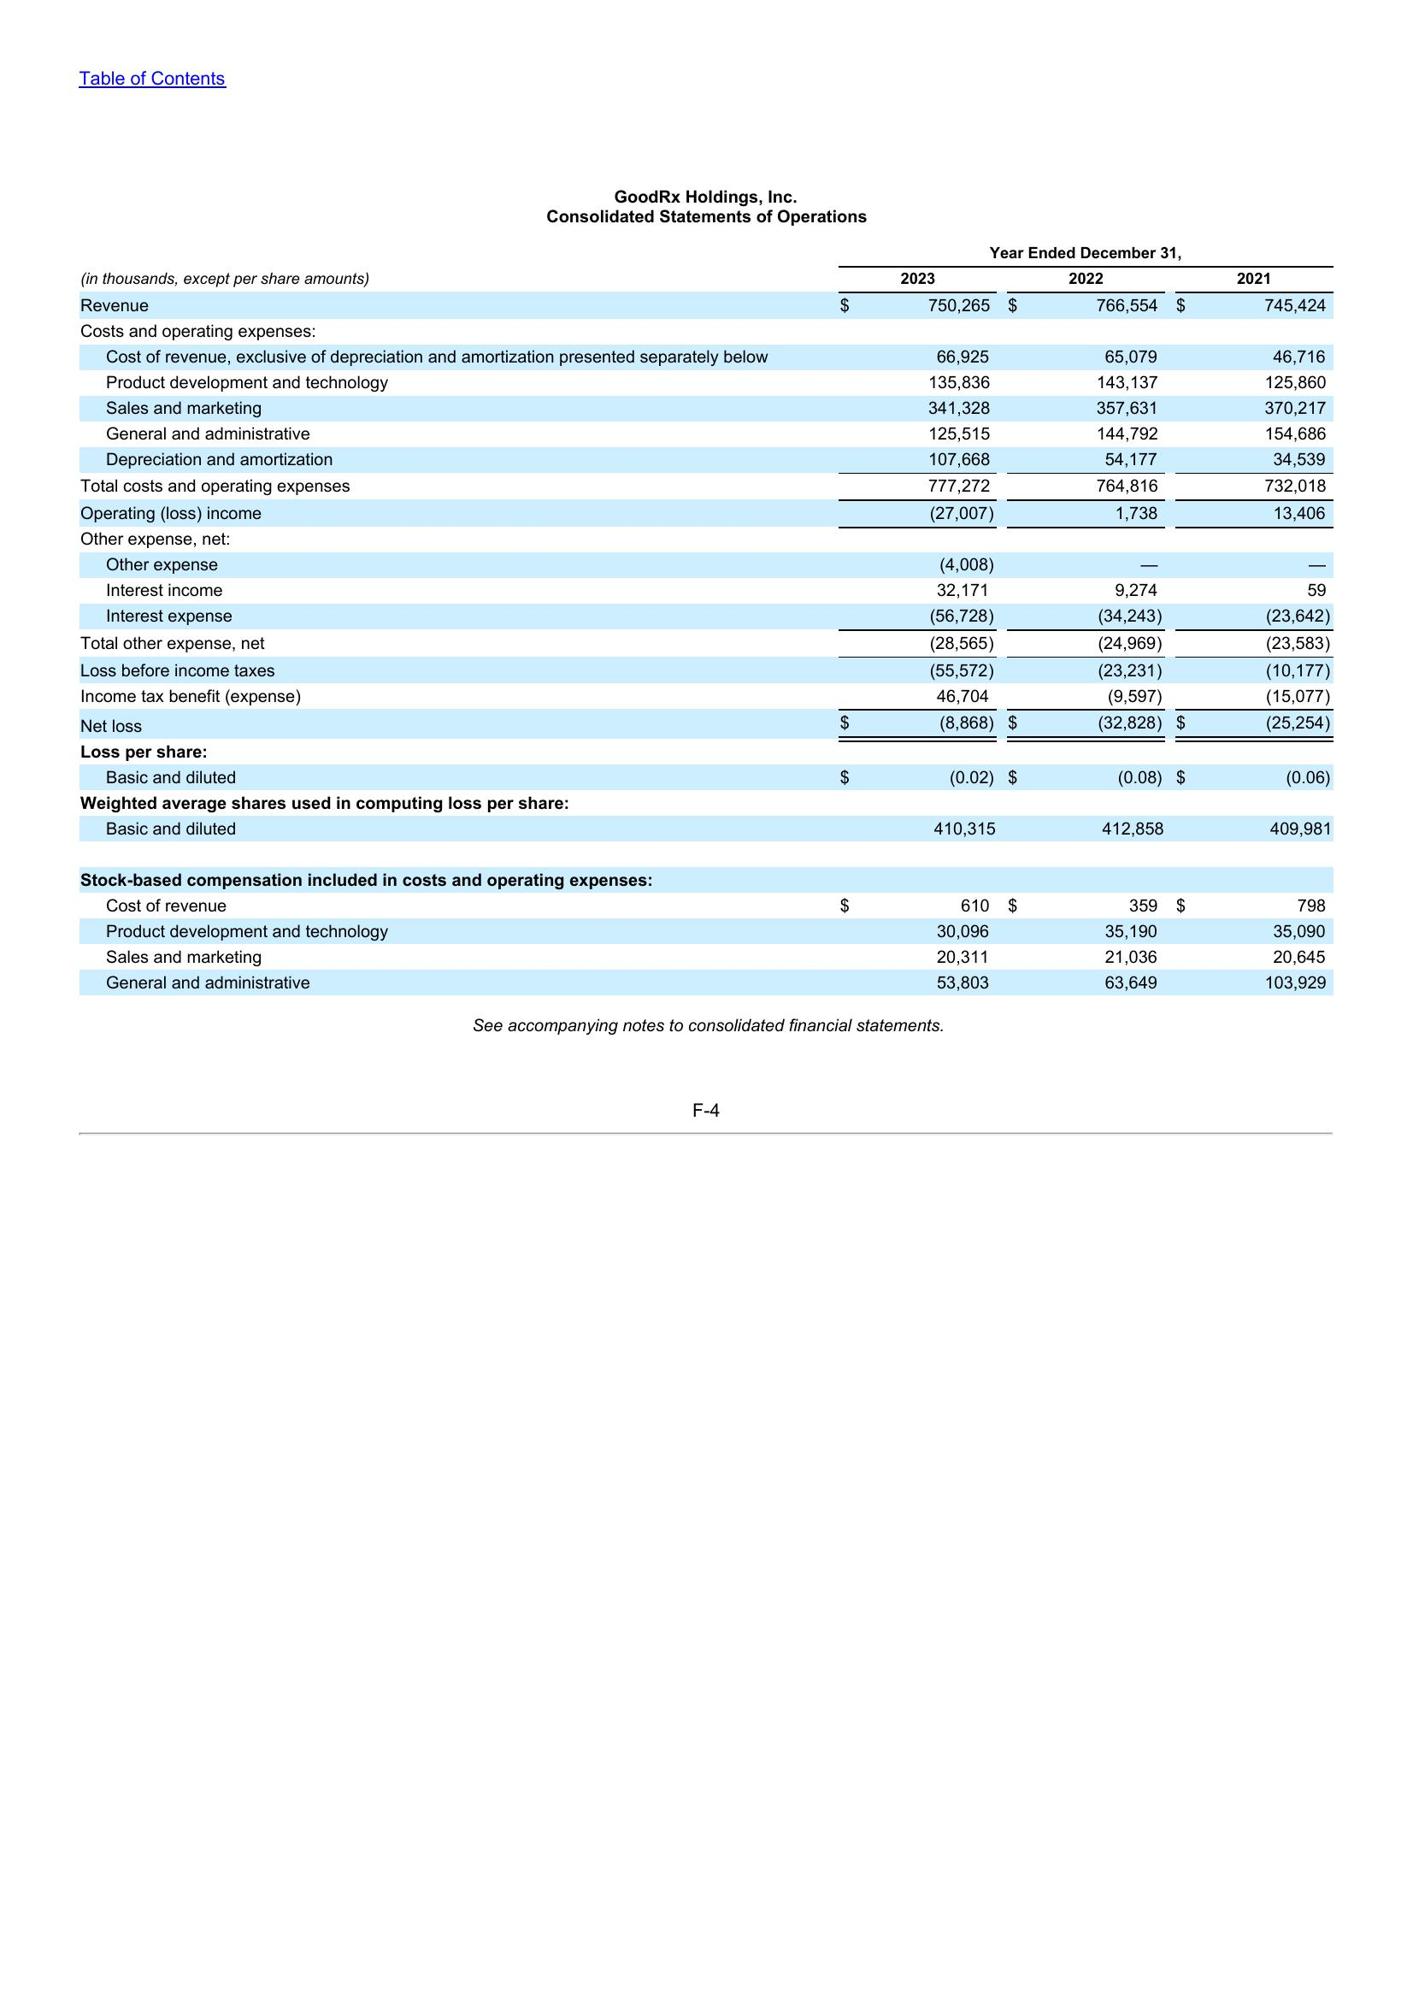 Table of Contents
GoodRx Holdings, Inc.
Consolidated Statements of Operations
Year Ended December 31,
(in thousands, except per share amounts) 2023 2022 2021
Revenue $ 750,265 $ 766,554 $ 745,424
Costs and operating expenses:
Cost of revenue, exclusive of depreciation and amortization presented separately below 66,925 65,079 46,716
Product development and technology 135,836 143,137 125,860
Sales and marketing 341,328 357,631 370,217
General and administrative 125,515 144,792 154,686
Depreciation and amortization 107,668 54,177 34,539
Total costs and operating expenses 777,272 764,816 732,018
Operating (loss) income (27,007) 1,738 13,406
Other expense, net:
Other expense (4,008) — —
Interest income 32,171 9,274 59
Interest expense (56,728) (34,243) (23,642)
Total other expense, net (28,565) (24,969) (23,583)
Loss before income taxes (55,572) (23,231) (10,177)
Income tax benefit (expense) 46,704 (9,597) (15,077)
Net loss $ (8,868) $ (32,828) $ (25,254)
Loss per share:
Basic and diluted $ (0.02) $ (0.08) $ (0.06)
Weighted average shares used in computing loss per share:
Basic and diluted 410,315 412,858 409,981
Stock-based compensation included in costs and operating expenses:
Cost of revenue $ 610 $ 359 $ 798
Product development and technology 30,096 35,190 35,090
Sales and marketing 20,311 21,036 20,645
General and administrative 53,803 63,649 103,929
See accompanying notes to consolidated financial statements.
F-4